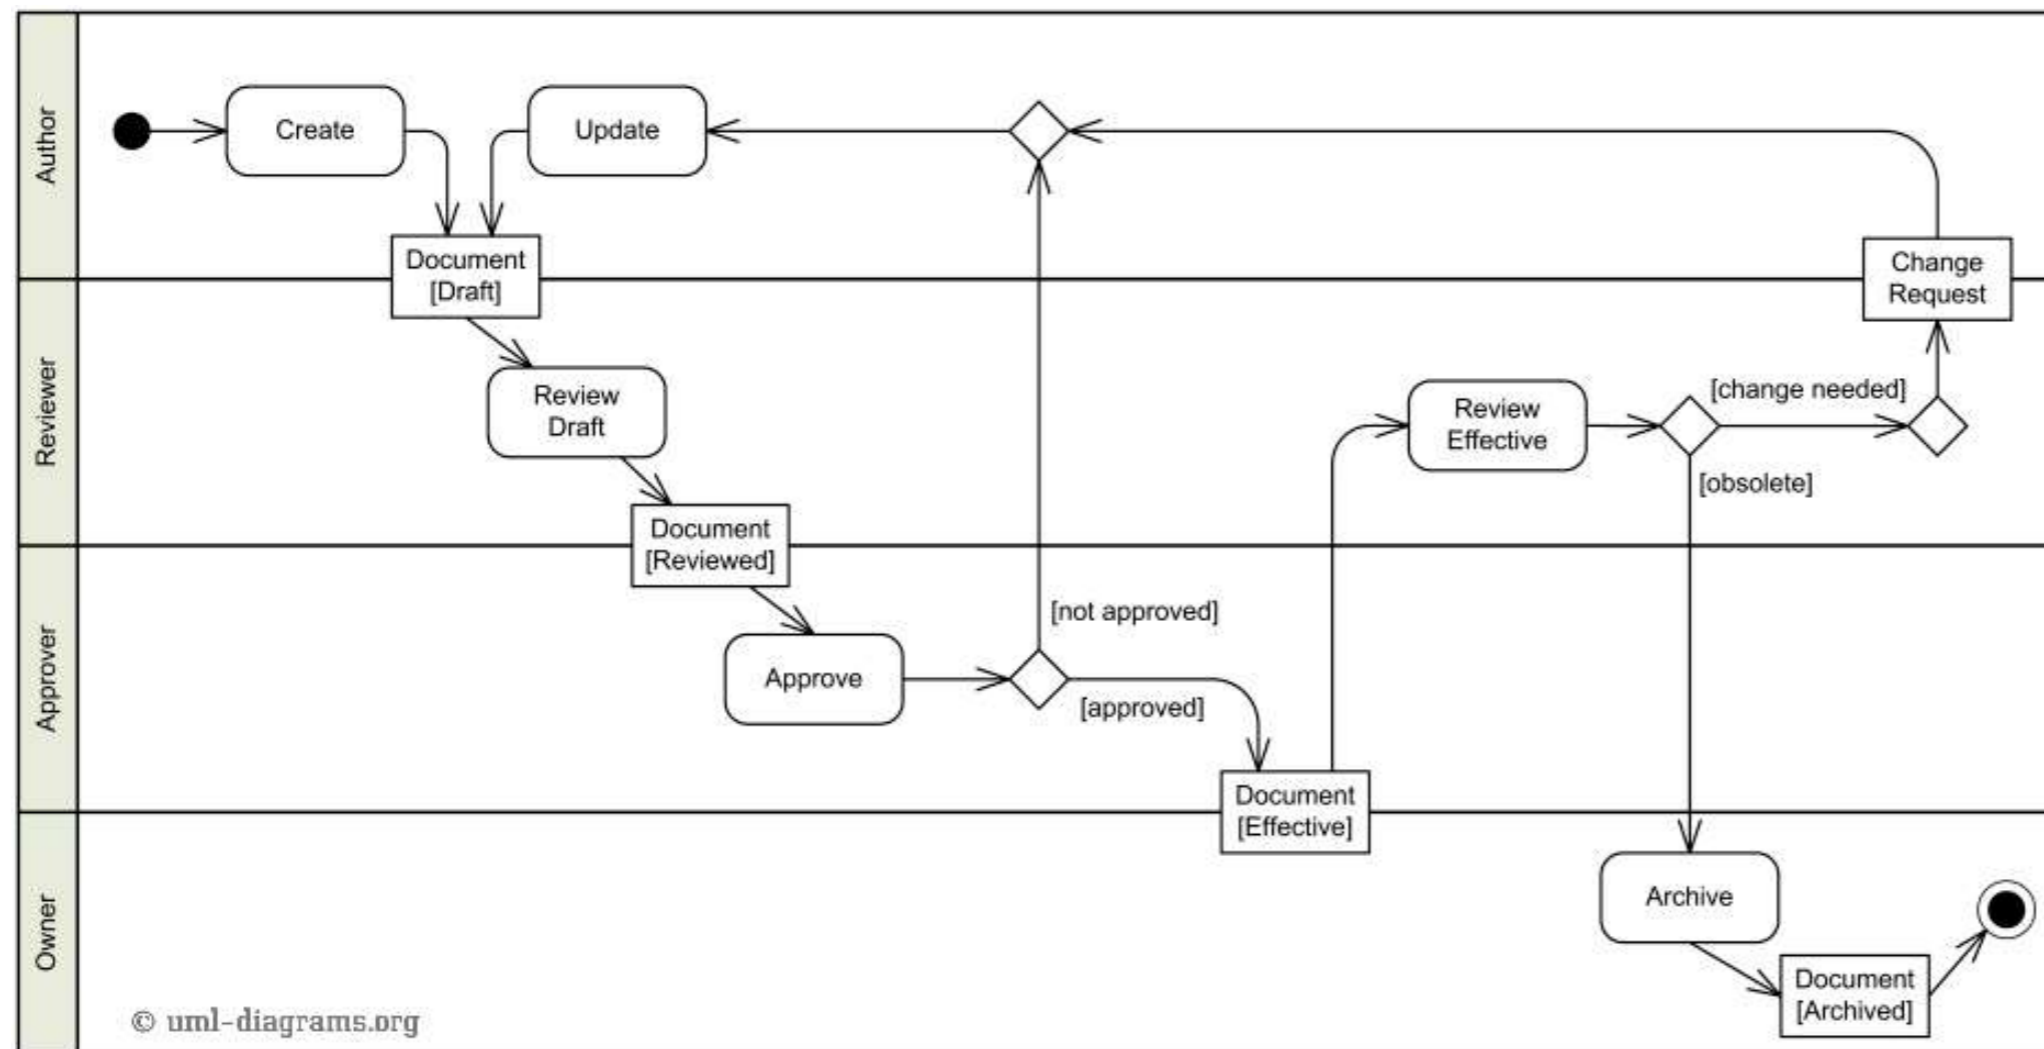 Author
Create
Update
Document
[Draft]
Change
Request
Reviewer
Review
Draft
Review
Effective
[change needed]
[obsolete]
Document
[Reviewed]
Approver
Approve
[not approved]
[approved]
Document
[Effective]
Owner
Archive
Document
[Archived]
© uml-diagrams.org